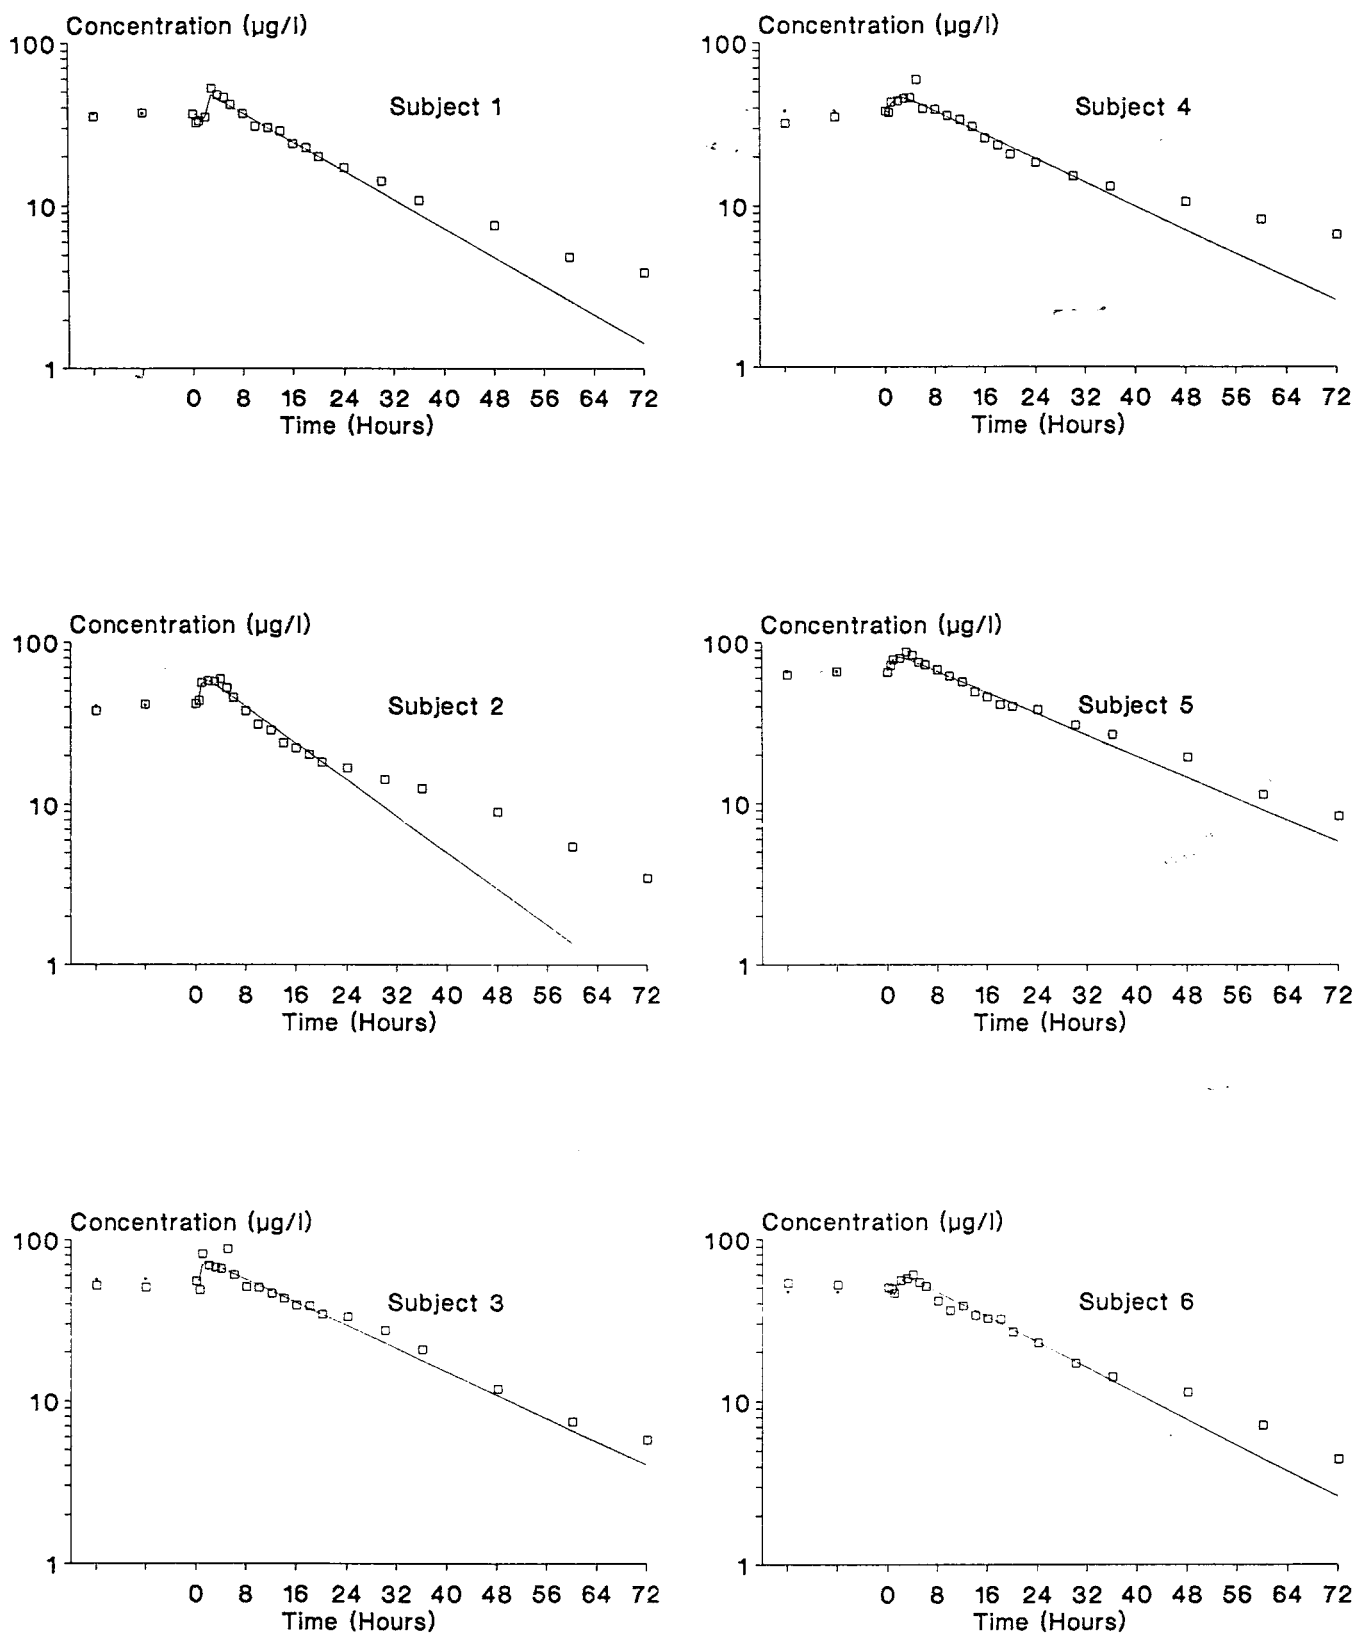 Concentration (µg/l)
100
10
1
Subject 1
0 8 16 24 32 40 48 56 64 72
Time (Hours)
Concentration (µg/l)
100
10
1
Subject 4
0 8 16 24 32 40 48 56 64 72
Time (Hours)
Concentration (µg/l)
100
10
1
Subject 2
0 8 16 24 32 40 48 56 64 72
Time (Hours)
Concentration (µg/l)
100
10
1
Subject 5
0 8 16 24 32 40 48 56 64 72
Time (Hours)
Concentration (µg/l)
100
10
1
Subject 3
0 8 16 24 32 40 48 56 64 72
Time (Hours)
Concentration (µg/l)
100
10
1
Subject 6
0 8 16 24 32 40 48 56 64 72
Time (Hours)